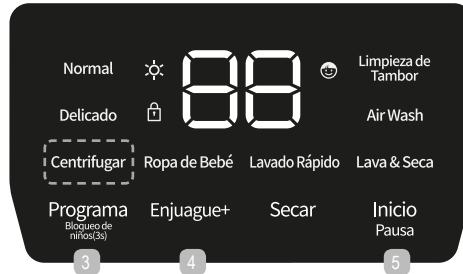 Normal
88
Limpieza de
Tambor
Delicado
Air Wash
Centrifugar
Ropa de Bebé
Lavado Rápido
Lava & Seca
Programa
Bloqueo de
niños(3s)
Enjuague+
Secar
Inicio
Pausa
3
4
5